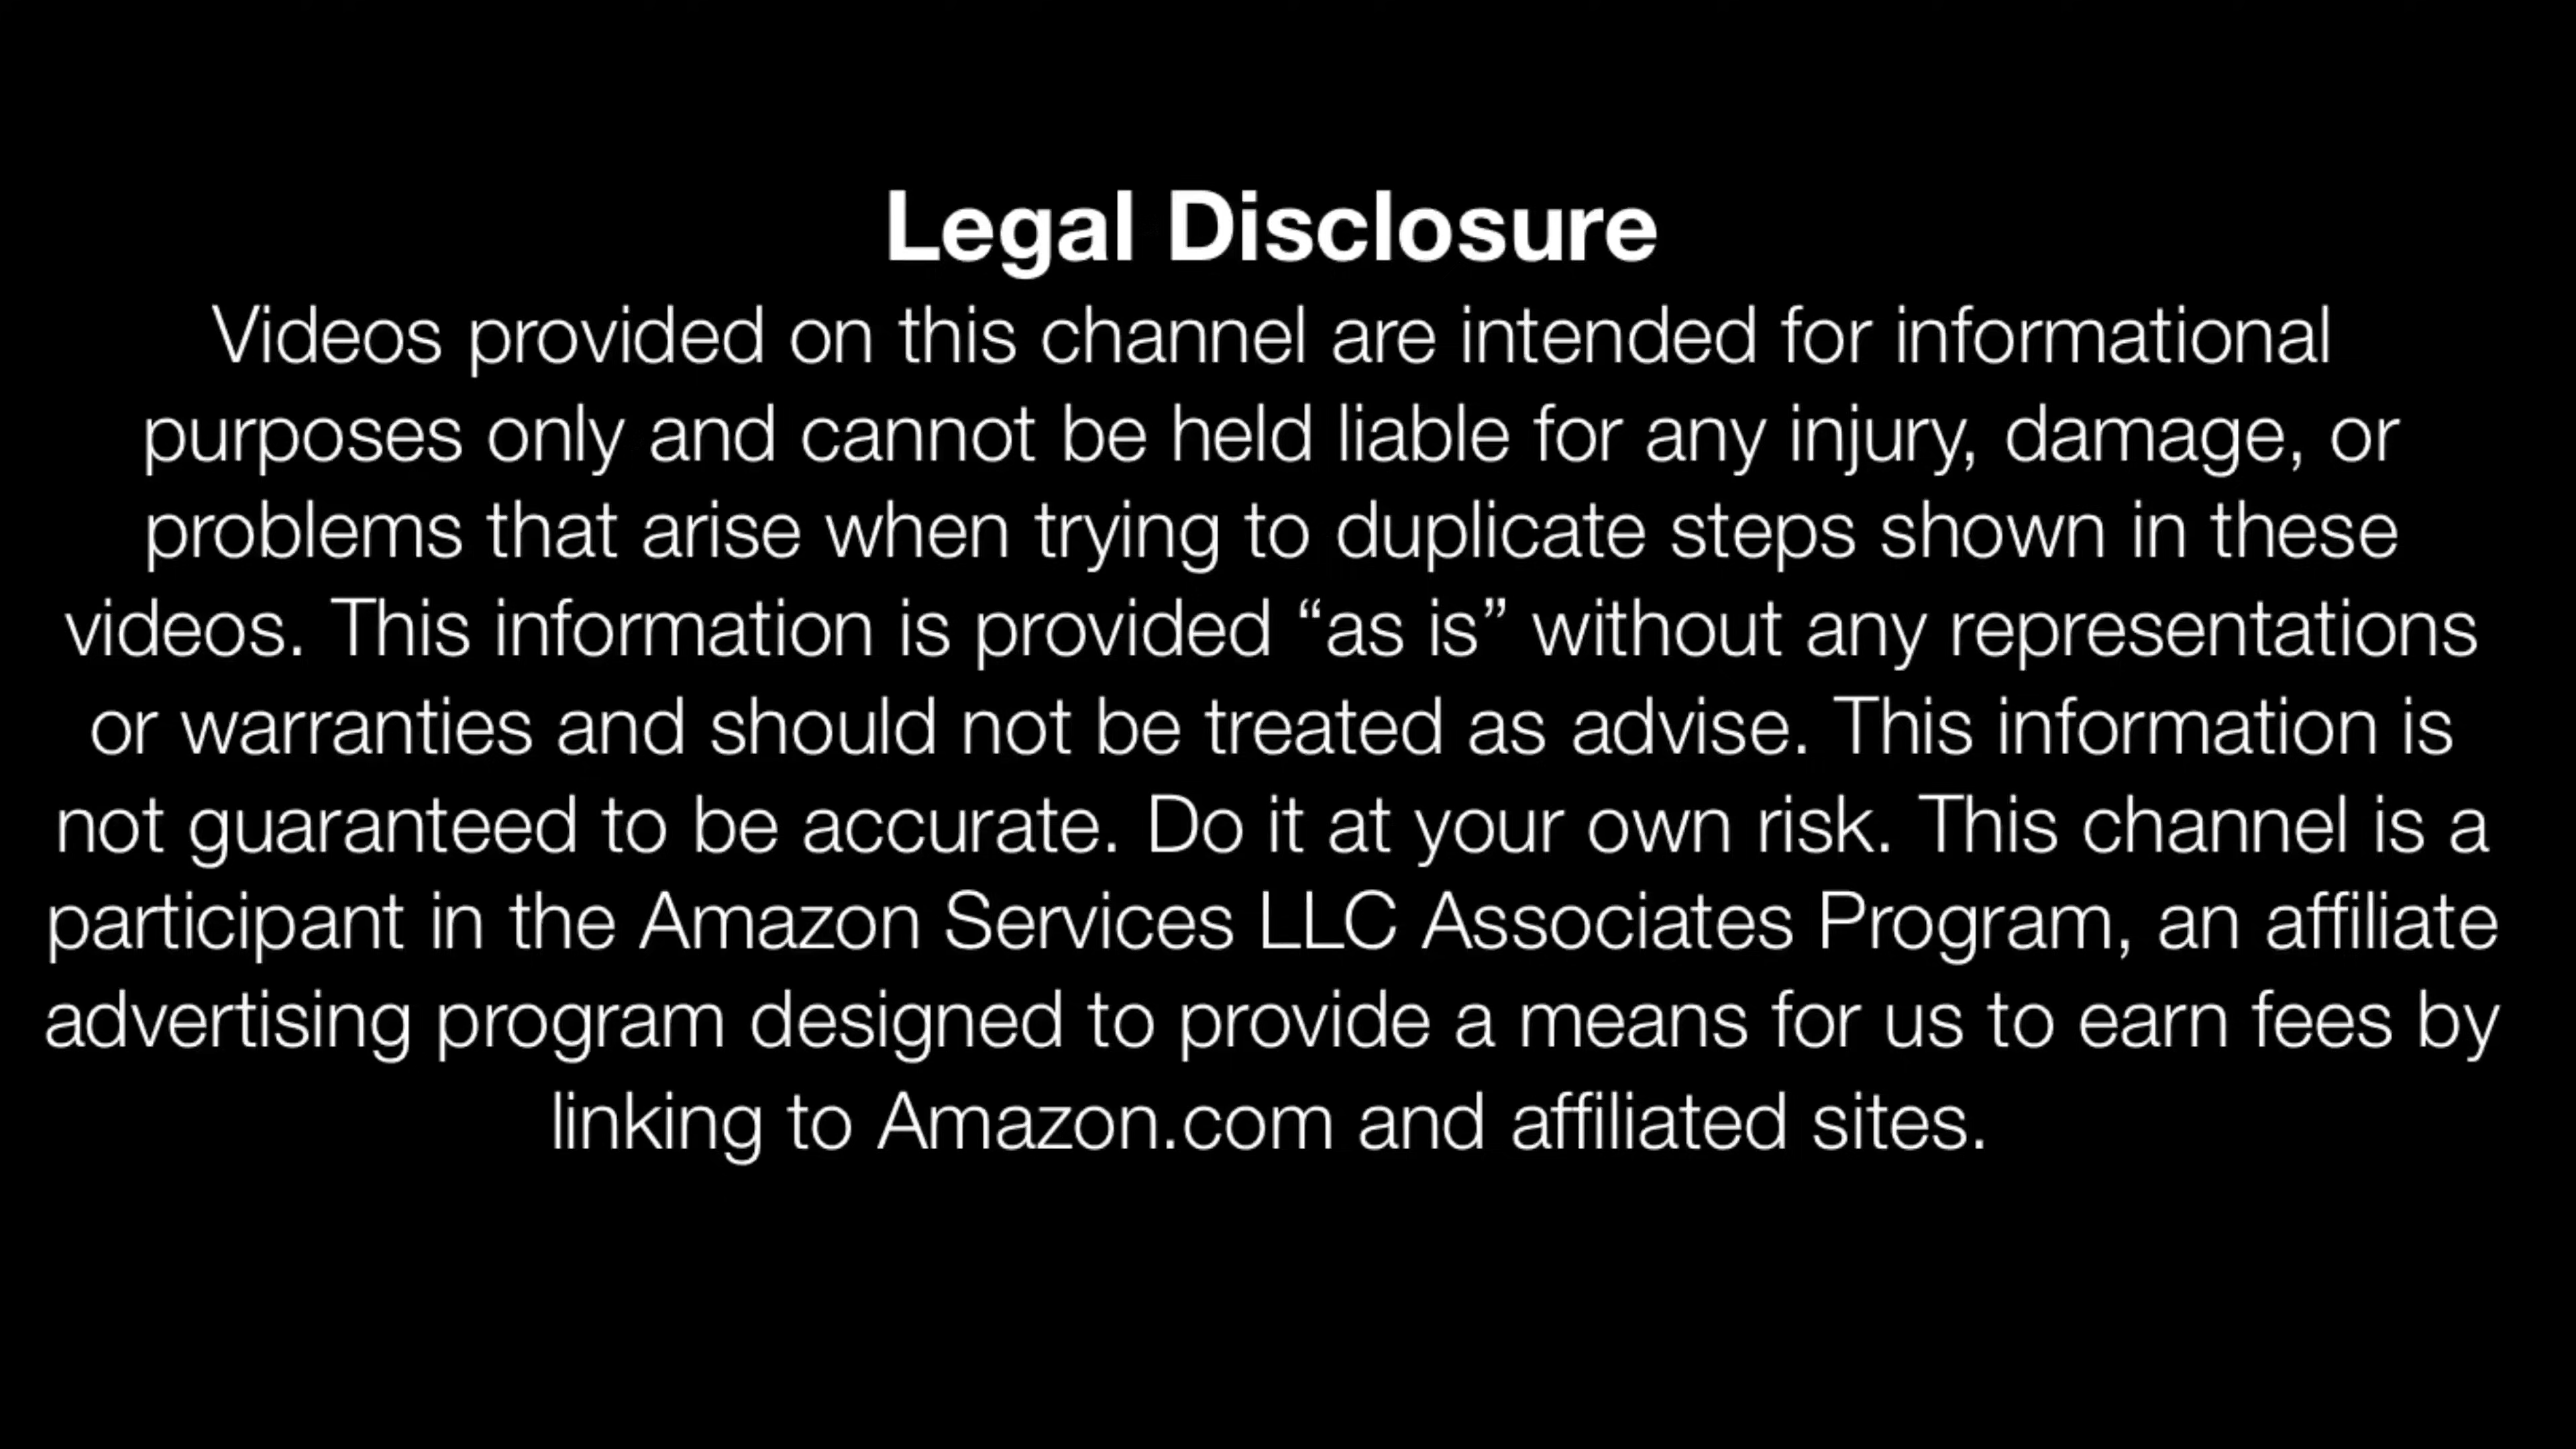 Legal Disclosure
Videos provided on this channel are intended for informational
purposes only and cannot be held liable for any injury, damage, or
problems that arise when trying to duplicate steps shown in these
videos. This information is provided “as is” without any representations
or warranties and should not be treated as advise. This information is
not guaranteed to be accurate. Do it at your own risk. This channel is a
participant in the Amazon Services LLC Associates Program, an affiliate
advertising program designed to provide a means for us to earn fees by
linking to Amazon.com and affiliated sites.